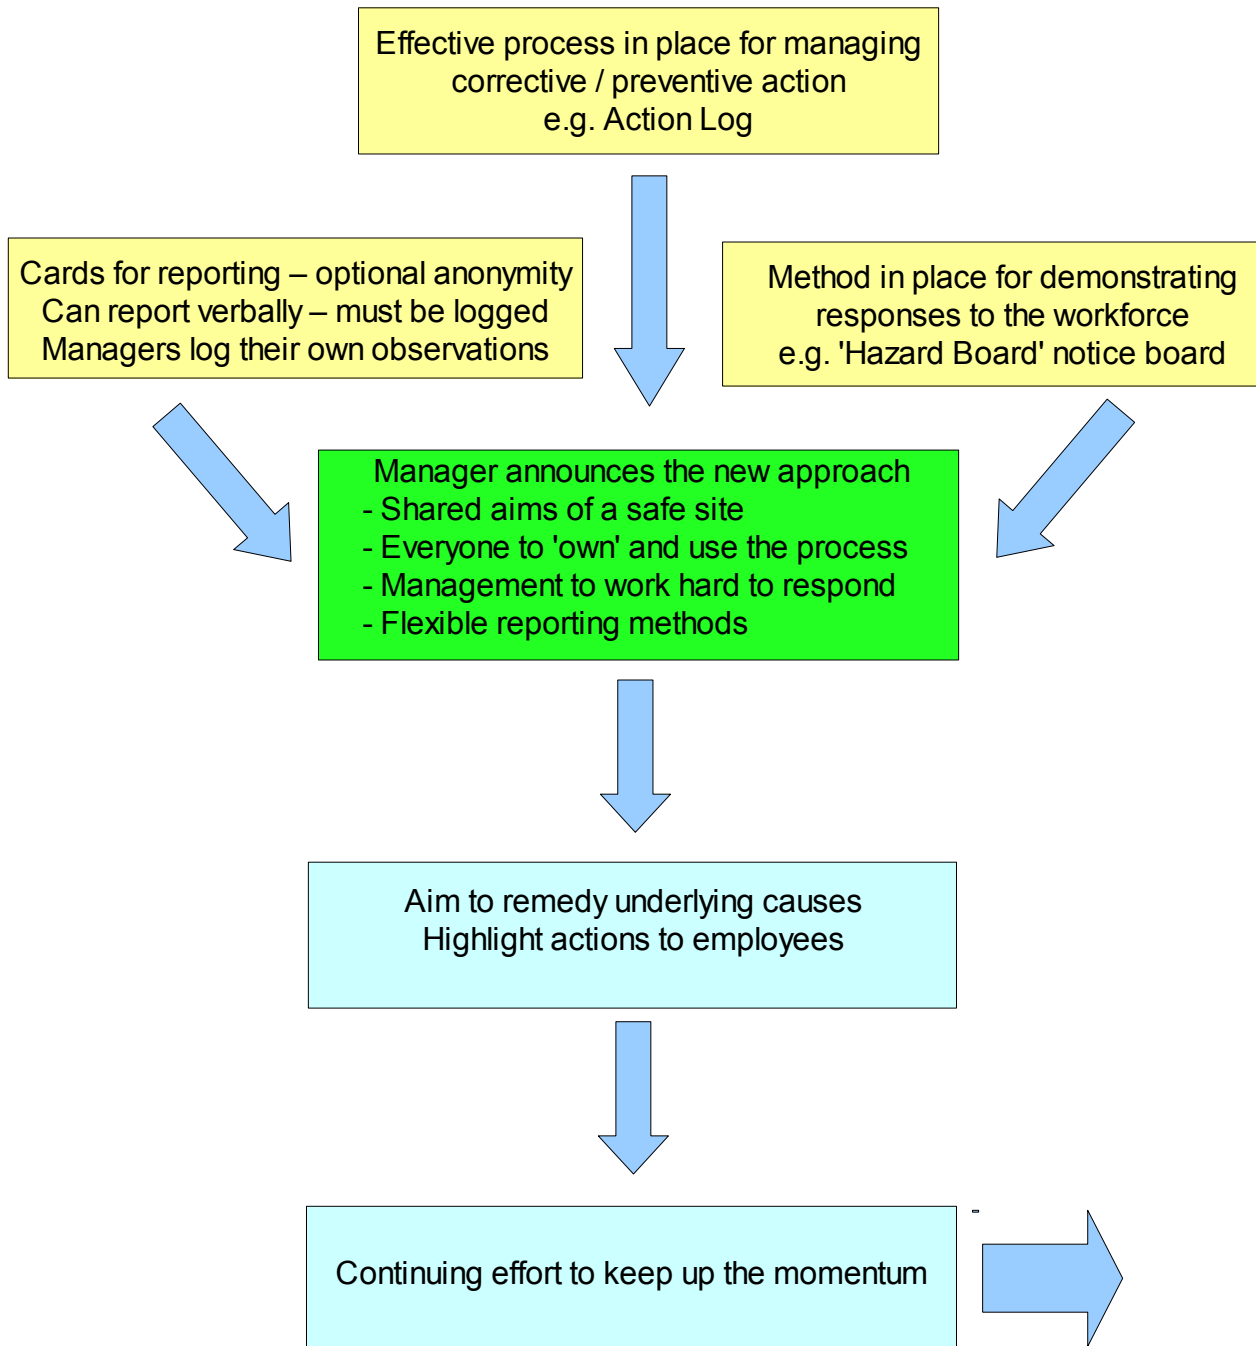 Effective process in place for managing
corrective / preventive action
e.g. Action Log
Cards for reporting – optional anonymity
Can report verbally – must be logged
Managers log their own observations
Method in place for demonstrating
responses to the workforce
e.g. 'Hazard Board' notice board
Manager announces the new approach
- Shared aims of a safe site
- Everyone to 'own' and use the process
- Management to work hard to respond
- Flexible reporting methods
Aim to remedy underlying causes
Highlight actions to employees
Continuing effort to keep up the momentum